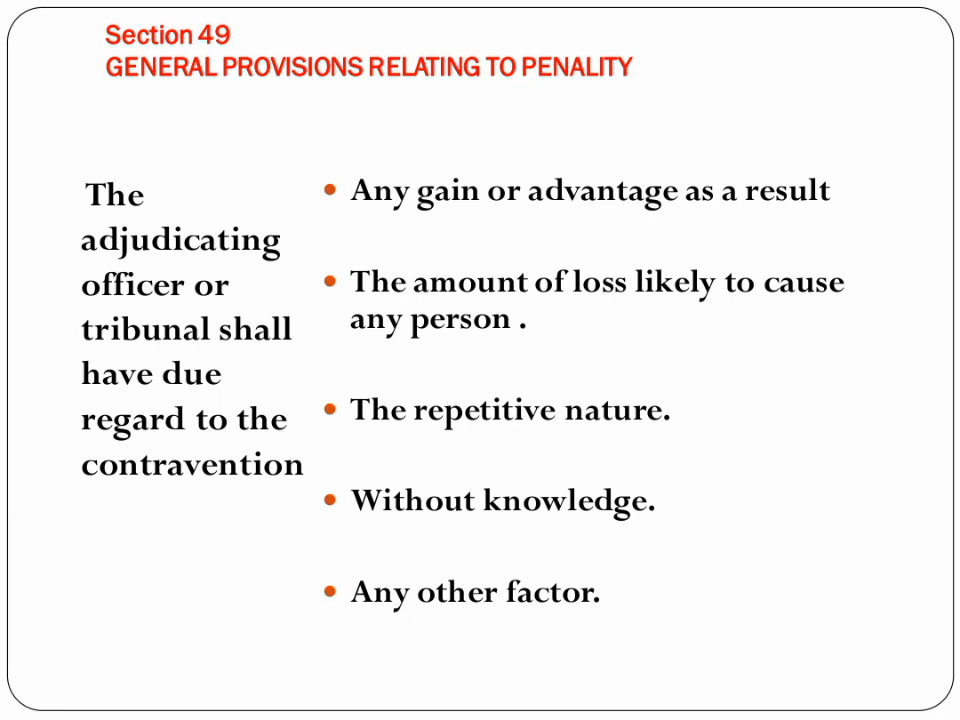 Section 49
GENERAL PROVISIONS RELATING TO PENALITY
The
adjudicating
officer or
tribunal shall
have due
regard to the
contravention
• Any gain or advantage as a result
• The amount of loss likely to cause
any person .
• The repetitive nature.
• Without knowledge.
• Any other factor.